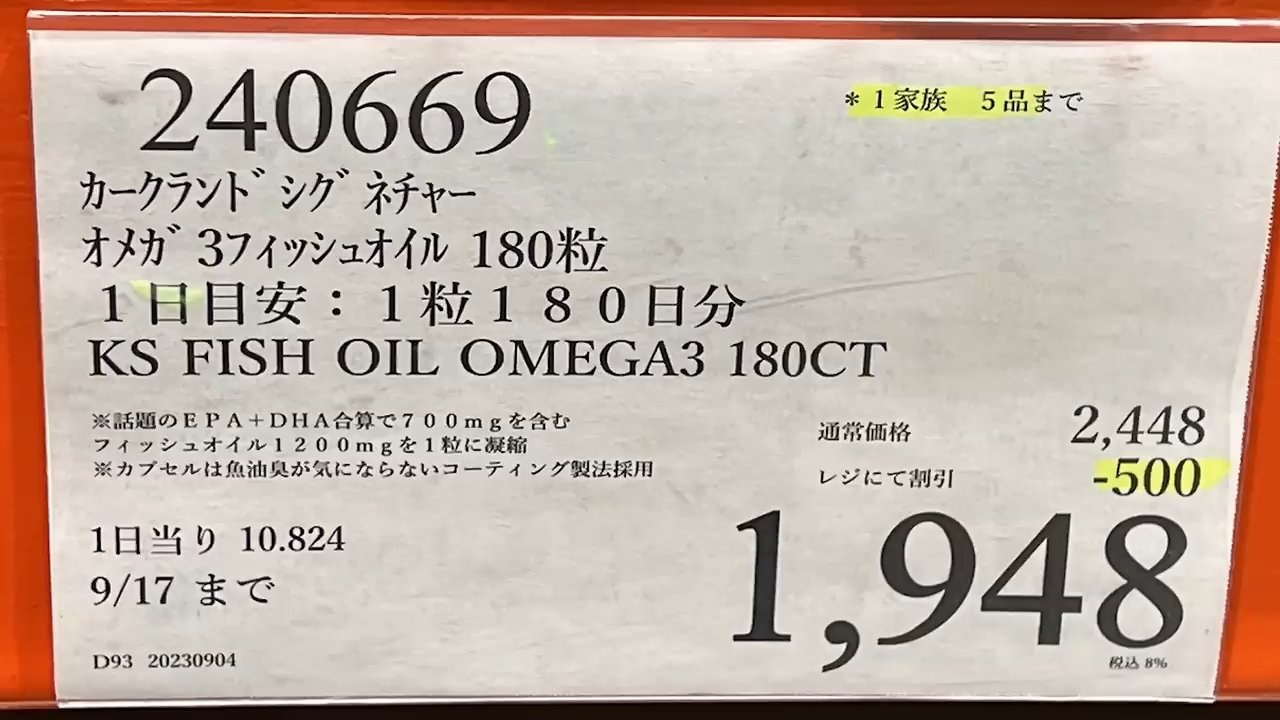 240669
*1家族 5品まで
ｶｰｸﾗﾝﾄﾞ ｼｸﾞﾈﾁｬｰ
ｵﾒｶﾞ3ﾌｨｯｼｭｵｲﾙ 180粒
１日目安：１粒１８０日分
KS FISH OIL OMEGA3 180CT
※話題のＥＰＡ＋ＤＨＡ合算で７００ｍｇを含む
フィッシュオイル１２００ｍｇを１粒に凝縮
※カプセルは魚油臭が気にならないコーティング製法採用
通常価格 2,448
レジにて割引 -500
1,948
税込 8%
1日当り 10.824
9/17 まで
D93 20230904